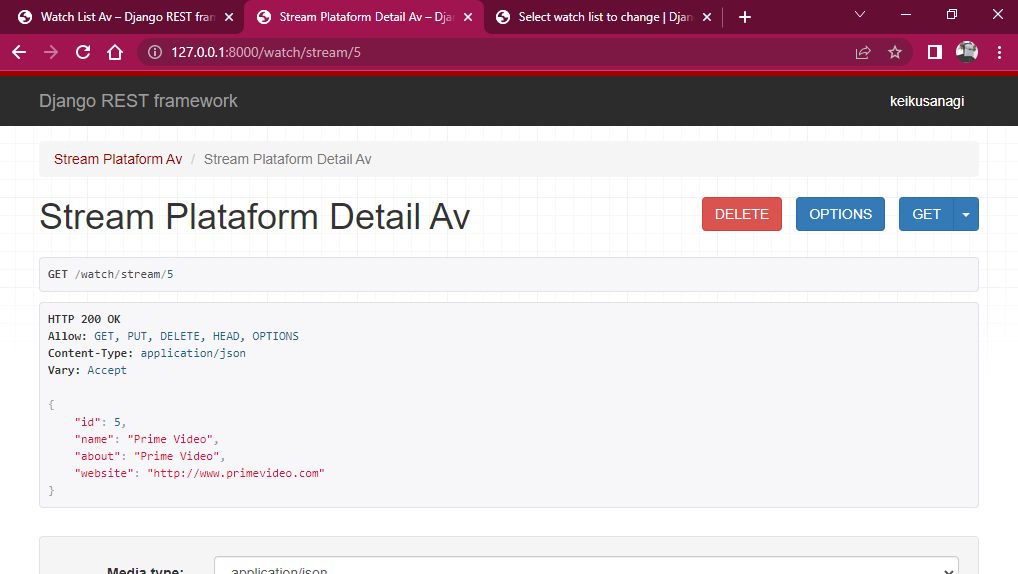 Watch List Av – Django REST fran
Stream Plataform Detail Av – Djan
Select watch list to change | Djan
127.0.0.1:8000/watch/stream/5
Django REST framework
keikusanagi
Stream Plataform Av / Stream Plataform Detail Av
Stream Plataform Detail Av
DELETE
OPTIONS
GET
GET /watch/stream/5
HTTP 200 OK
Allow: GET, PUT, DELETE, HEAD, OPTIONS
Content-Type: application/json
Vary: Accept
{
"id": 5,
"name": "Prime Video",
"about": "Prime Video",
"website": "http://www.primevideo.com"
}
Media type:
application/json